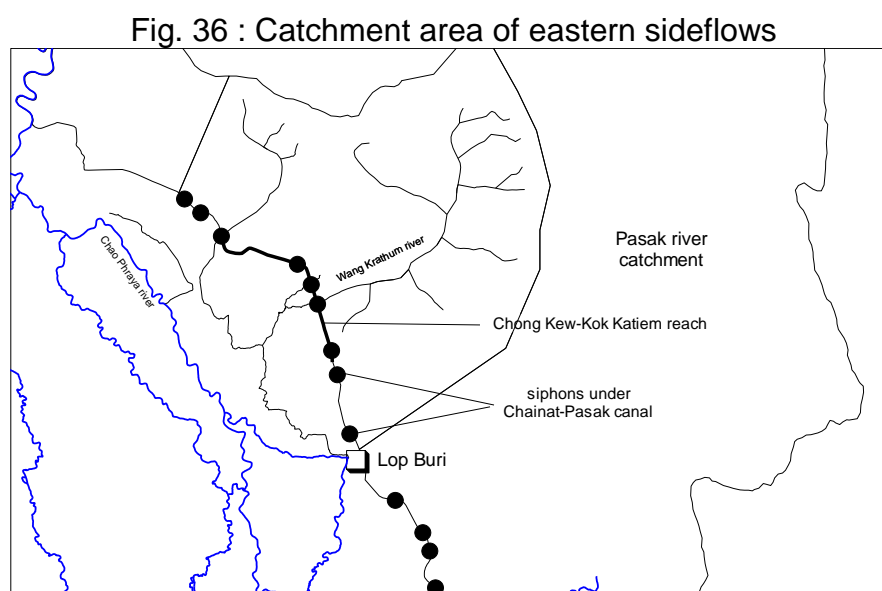 Fig. 36 : Catchment area of eastern sideflows
Chao Phraya river
Wang Krathum river
Pasak river
catchment
Chong Kew-Kok Katiem reach
siphons under
Chainat-Pasak canal
Lop Buri